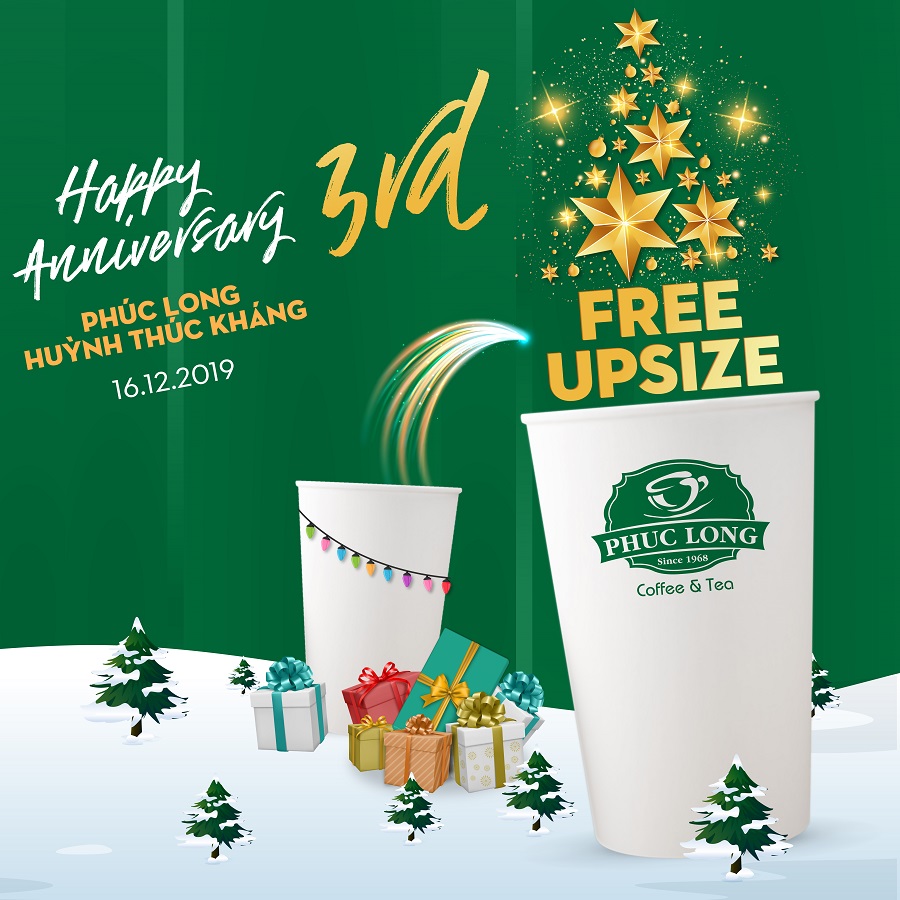 Happy
Anniversary
3rd
PHÚC LONG
HUỲNH THÚC KHÁNG
16.12.2019
FREE
UPSIZE
PHUC LONG
Since 1968
Coffee & Tea